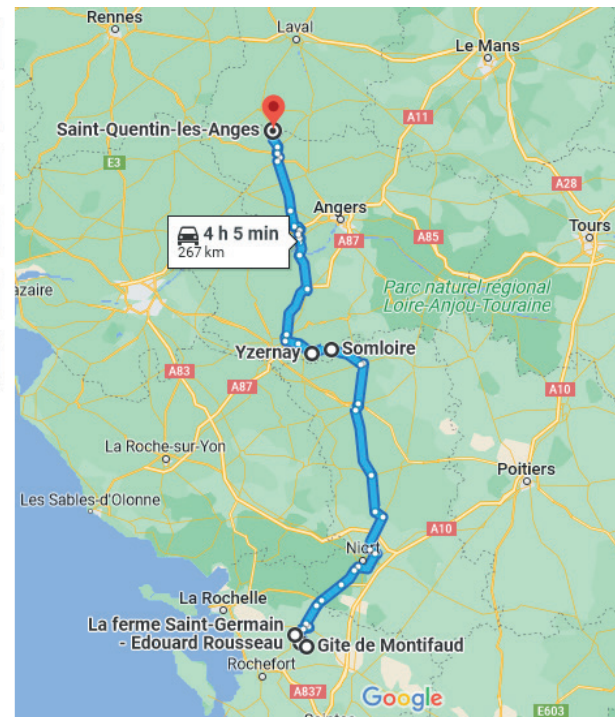 Rennes
Laval
Le Mans
Saint-Quentin-les-Anges
A11
E3
A28
Angers
4 h 5 min
267 km
A87
A85
Tours
Parc naturel régional
Loire-Anjou-Touraine
azaire
Yzernay
Somloire
A83
A87
A10
La Roche-sur-Yon
Poitiers
Les Sables-d'Olonne
A10
Niort
La Rochelle
La ferme Saint-Germain
- Edouard Rousseau
Gite de Montifaud
Rochefort
A837
Google
E603